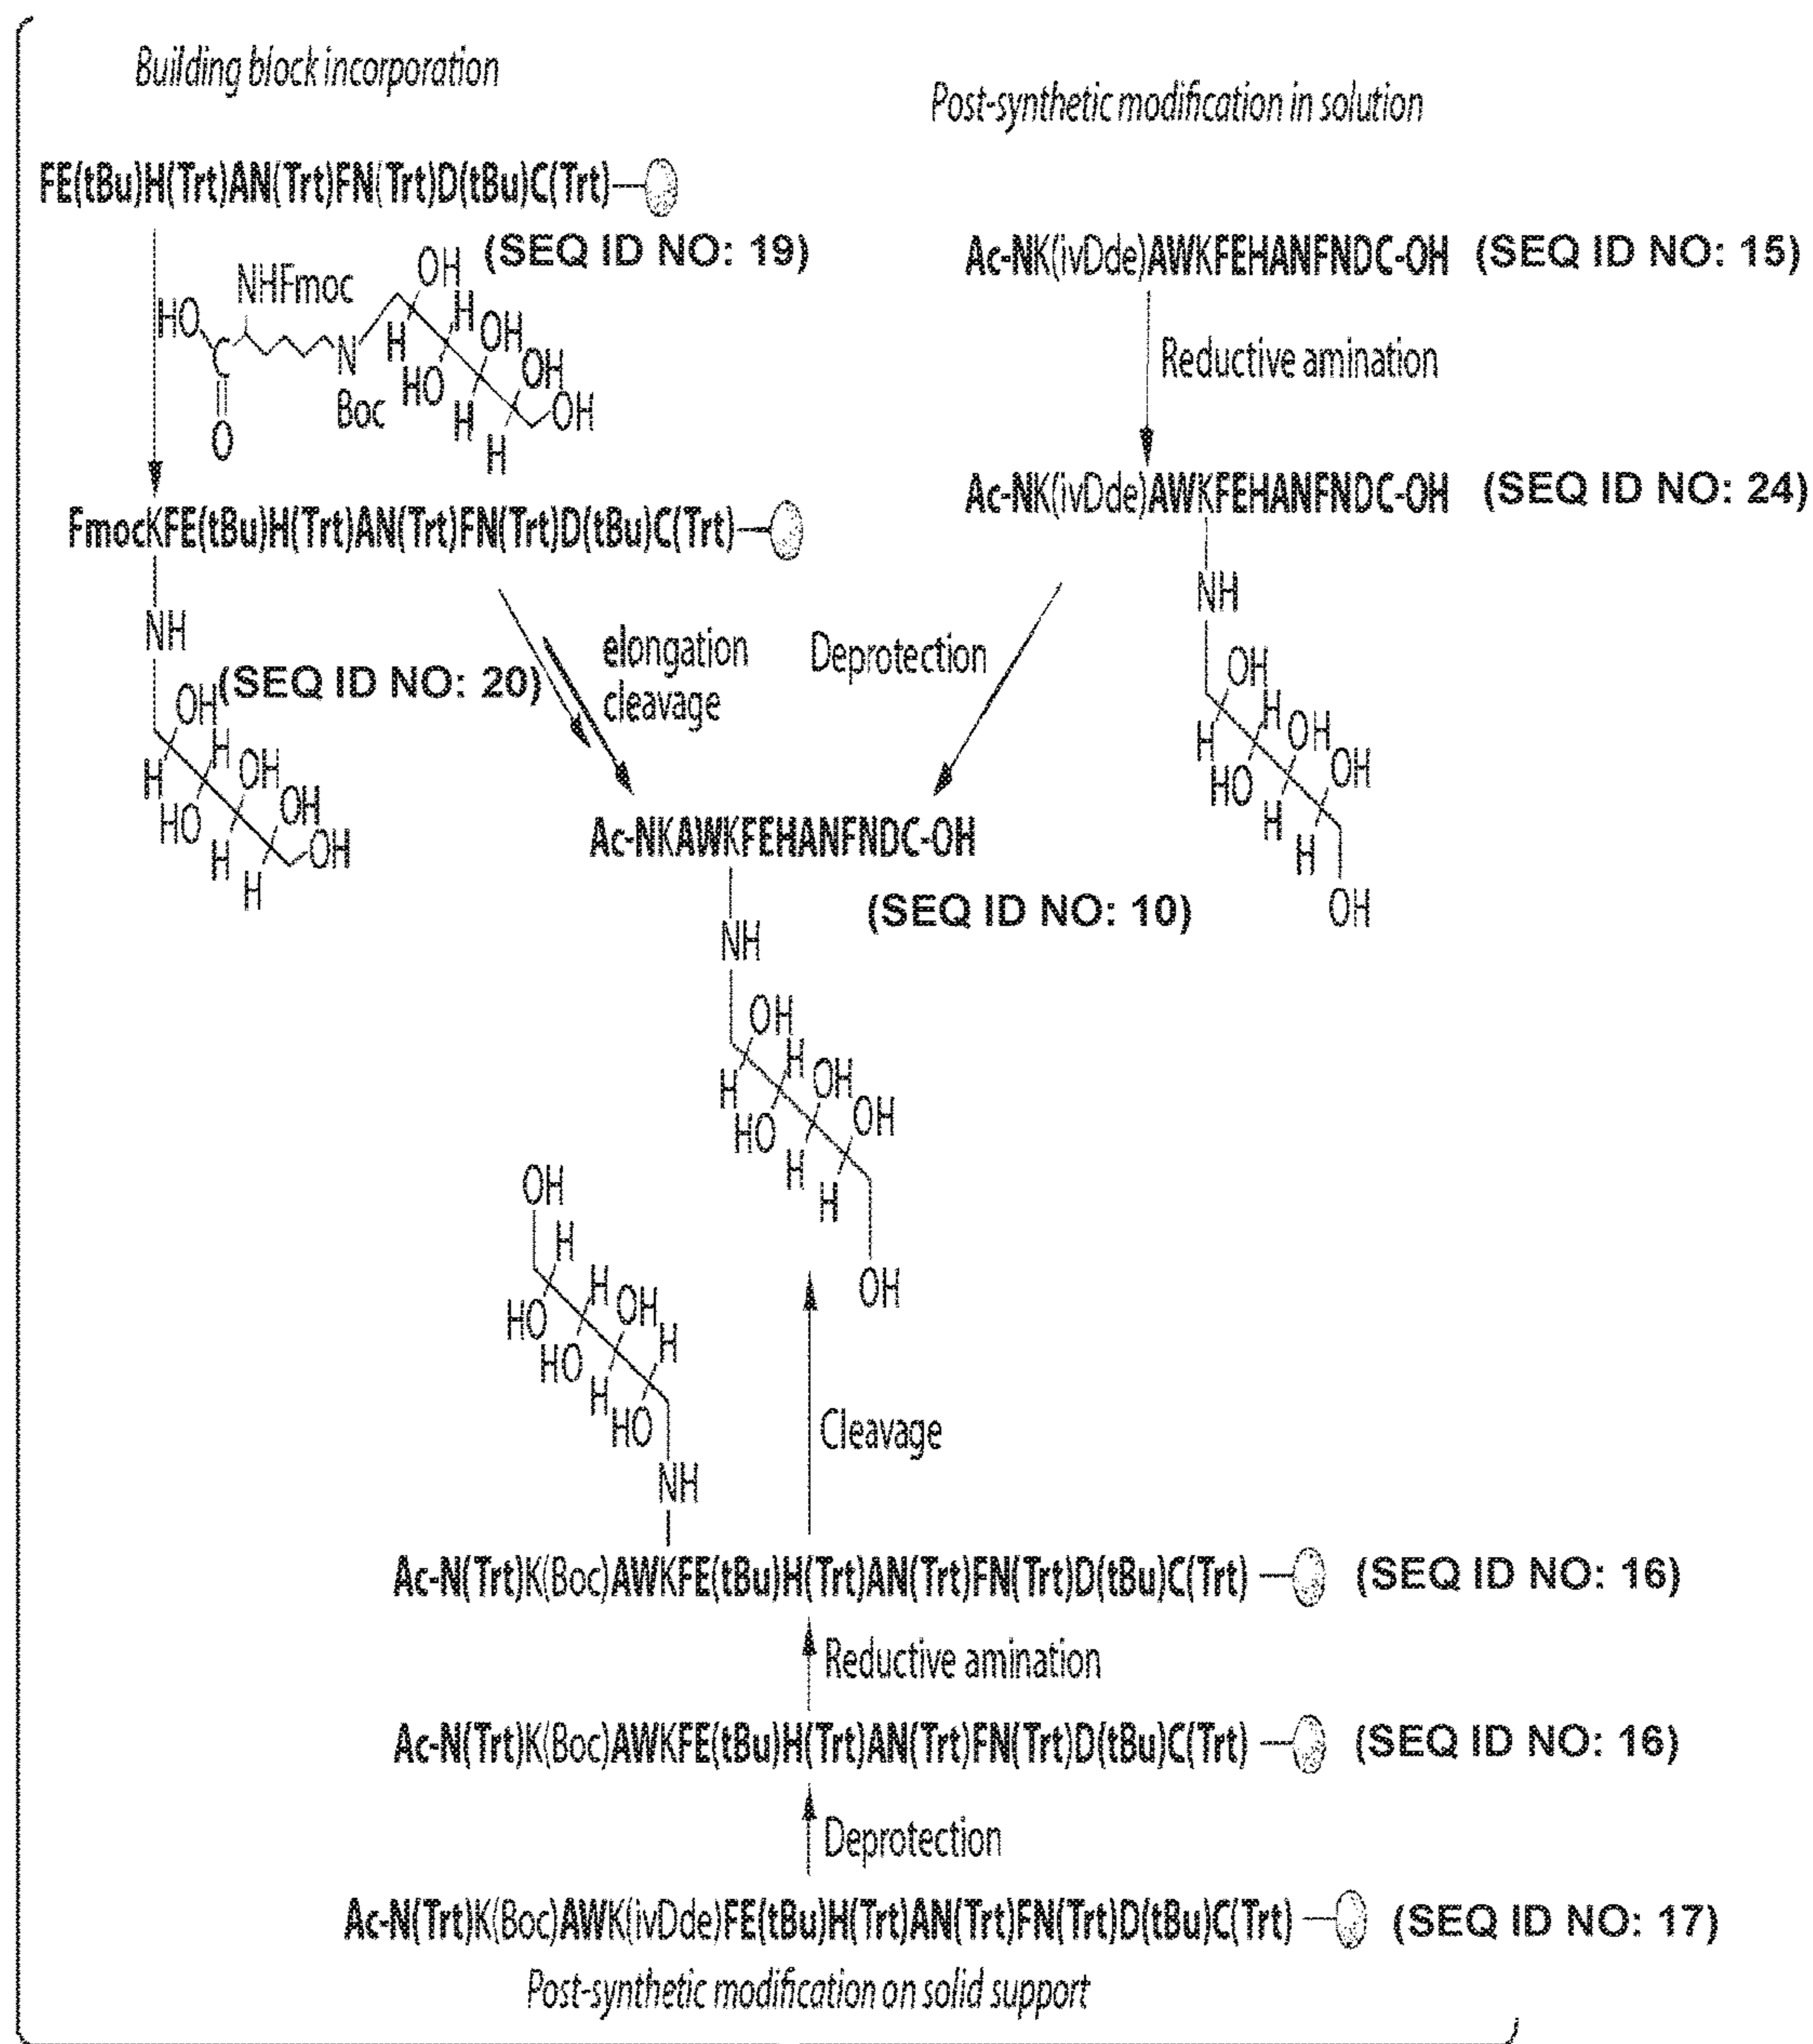 Building block incorporation
Post-synthetic modification in solution
FE(tBu)H(Trt)AN(Trt)FN(Trt)D(tBu)C(Trt)
(SEQ ID NO: 19)
HO
NHFmoc
C
O
N
Boc
OH
H
H
HO
OH
H
OH
H
OH
Ac-NK(ivDde)AWKFEHANFNDC-OH (SEQ ID NO: 15)
Reductive amination
Ac-NK(ivDde)AWKFEHANFNDC-OH (SEQ ID NO: 24)
FmocKFE(tBu)H(Trt)AN(Trt)FN(Trt)D(tBu)C(Trt)
NH
(SEQ ID NO: 20)
OH
H
H
HO
OH
H
OH
H
OH
elongation
cleavage
Deprotection
NH
OH
H
H
HO
OH
H
OH
H
OH
Ac-NKAWKFEHANFNDC-OH
(SEQ ID NO: 10)
NH
OH
H
H
HO
OH
H
OH
H
OH
OH
H
HO
H
HO
OH
H
H
HO
NH
Cleavage
Ac-N(Trt)K(Boc)AWKFE(tBu)H(Trt)AN(Trt)FN(Trt)D(tBu)C(Trt) (SEQ ID NO: 16)
Reductive amination
Ac-N(Trt)K(Boc)AWKFE(tBu)H(Trt)AN(Trt)FN(Trt)D(tBu)C(Trt) (SEQ ID NO: 16)
Deprotection
Ac-N(Trt)K(Boc)AWK(ivDde)FE(tBu)H(Trt)AN(Trt)FN(Trt)D(tBu)C(Trt) (SEQ ID NO: 17)
Post-synthetic modification on solid support